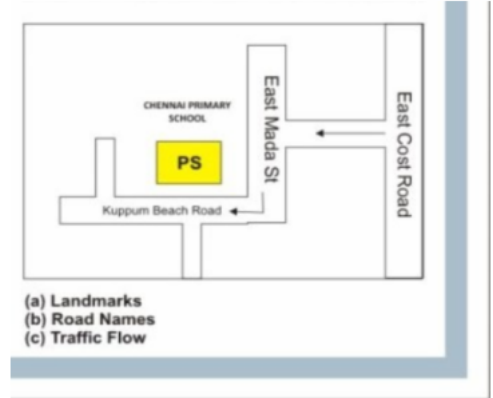 CHENNAI PRIMARY
SCHOOL
PS
East Mada St
East Cost Road
Kuppum Beach Road
(a) Landmarks
(b) Road Names
(c) Traffic Flow